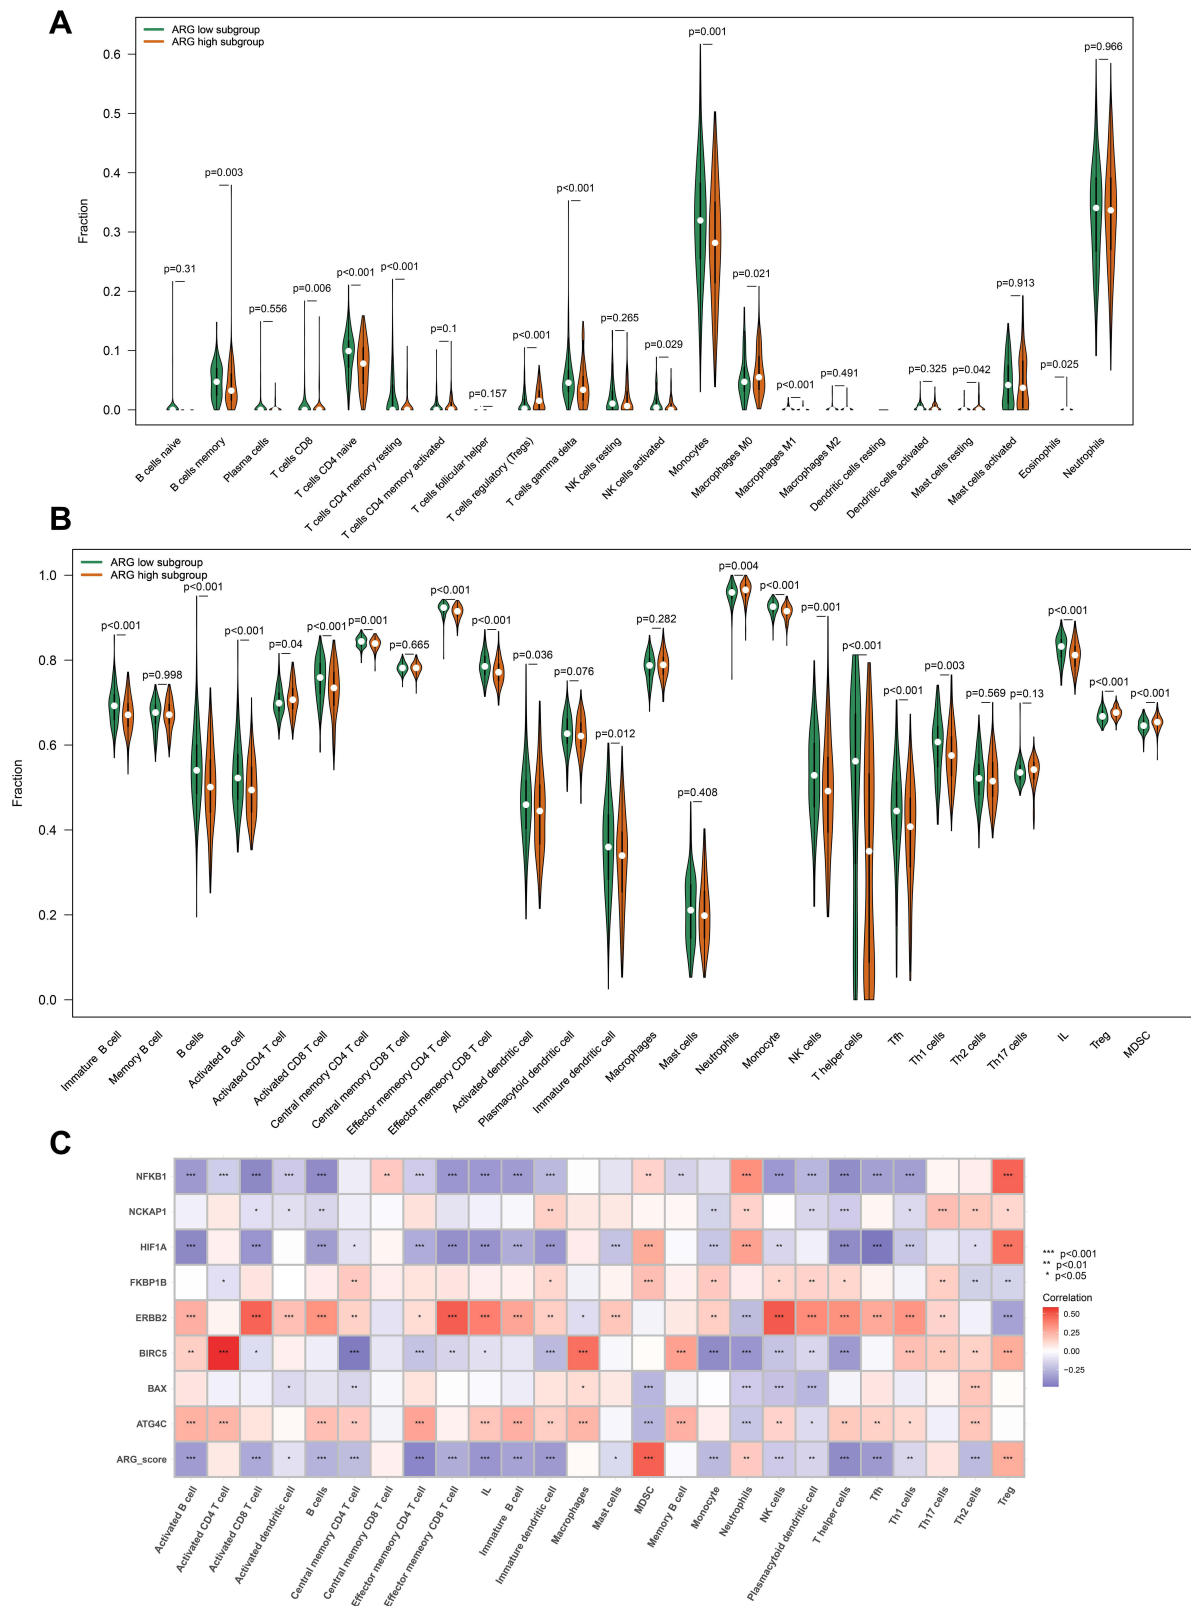 A
ARG low subgroup
ARG high subgroup
Fraction
0.6
0.5
0.4
0.3
0.2
0.1
0.0
p=0.31
p=0.003
p=0.556
p=0.006
p<0.001
p<0.001
p=0.1
p=0.157
p<0.001
p<0.001
p=0.265
p=0.029
p=0.001
p=0.021
p<0.001
p=0.491
p=0.325
p=0.042
p=0.913
p=0.025
p=0.966
B cells naive
B cells memory
Plasma cells
T cells CD8
T cells CD4 naive
T cells CD4 memory resting
T cells CD4 memory activated
T cells follicular helper
T cells regulatory (Tregs)
T cells gamma delta
NK cells resting
NK cells activated
Monocytes
Macrophages M0
Macrophages M1
Macrophages M2
Dendritic cells resting
Dendritic cells activated
Mast cells resting
Mast cells activated
Eosinophils
Neutrophils
B
ARG low subgroup
ARG high subgroup
Fraction
1.0
0.8
0.6
0.4
0.2
0.0
p<0.001
p=0.998
p<0.001
p<0.001
p=0.04
p<0.001
p=0.001
p=0.665
p<0.001
p<0.001
p=0.036
p=0.076
p=0.012
p=0.282
p=0.408
p=0.004
p<0.001
p<0.001
p<0.001
p<0.001
p=0.003
p=0.569
p=0.13
p<0.001
p<0.001
p<0.001
Immature B cell
Memory B cell
B cells
Activated B cell
Activated CD4 T cell
Activated CD8 T cell
Central memory CD4 T cell
Central memory CD8 T cell
Effector memeory CD4 T cell
Effector memeory CD8 T cell
Activated dendritic cell
Plasmacytoid dendritic cell
Immature dendritic cell
Macrophages
Mast cells
Neutrophils
Monocyte
NK cells
T helper cells
Tfh
Th1 cells
Th2 cells
Th17 cells
IL
Treg
MDSC
C
NFKB1 *** *** *** *** *** ** *** *** *** *** *** ** ** *** *** *** *** *** *** ***
NCKAP1 * * ** ** ** ** ** *** * *** ** *
HIF1A *** *** *** * *** *** *** *** *** *** *** *** *** ** *** *** *** * ***
FKBP1B * ** * *** ** * ** * ** ** **
ERBB2 *** *** *** *** ** * *** *** *** ** * *** ** *** *** *** *** *** *** ** ***
BIRC5 ** *** * *** *** ** * *** *** *** *** *** *** ** *** *** *** ** ***
BAX * ** * *** *** *** *** ***
ATG4C *** *** *** ** *** *** *** ** *** *** *** *** ** * ** ** * ***
ARG_score *** *** * *** *** *** *** *** *** *** * *** *** ** *** ** *** *** ** *** ***
Activated B cell
Activated CD4 T cell
Activated CD8 T cell
Activated dendritic cell
B cells
Central memory CD4 T cell
Central memory CD8 T cell
Effector memeory CD4 T cell
Effector memeory CD8 T cell
IL
Immature B cell
Immature dendritic cell
Macrophages
Mast cells
MDSC
Memory B cell
Monocyte
Neutrophils
NK cells
Plasmacytoid dendritic cell
T helper cells
Tfh
Th1 cells
Th17 cells
Th2 cells
Treg
*** p<0.001
** p<0.01
* p<0.05
Correlation
0.50
0.25
0.00
−0.25